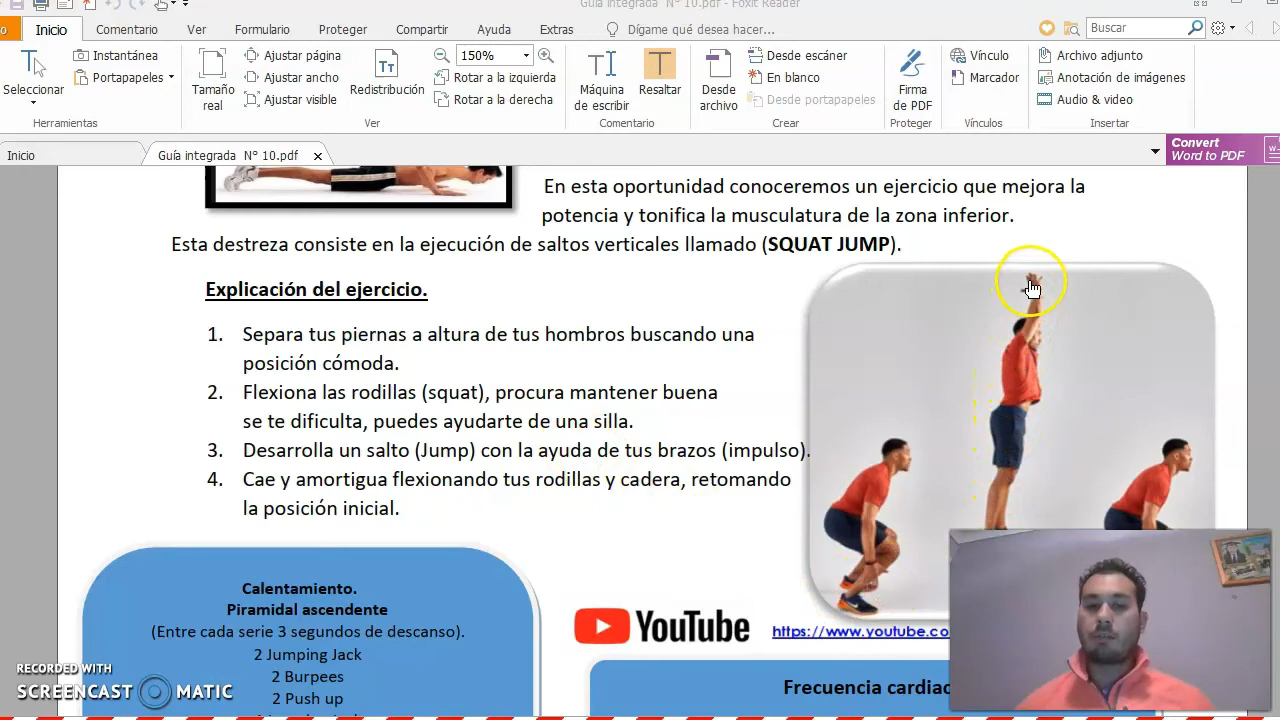 Guía integrada N° 10.pdf - Foxit Reader
Inicio Comentario Ver Formulario Proteger Compartir Ayuda Extras Dígame qué desea hacer... Buscar
Instantánea Ajustar página 150% Rotar a la izquierda Desde escáner Vínculo Archivo adjunto
Portapapeles Ajustar ancho En blanco Marcador Anotación de imágenes
Ajustar visible Rotar a la derecha Desde portapapeles Audio & video
Seleccionar Tamaño real Redistribución Máquina de escribir Resaltar Desde archivo Firma de PDF
Herramientas Ver Comentario Crear Proteger Vínculos Insertar
Inicio Guía integrada N° 10.pdf x Convert
Word to PDF
En esta oportunidad conoceremos un ejercicio que mejora la
potencia y tonifica la musculatura de la zona inferior.
Esta destreza consiste en la ejecución de saltos verticales llamado (SQUAT JUMP).
Explicación del ejercicio.
1. Separa tus piernas a altura de tus hombros buscando una
posición cómoda.
2. Flexiona las rodillas (squat), procura mantener buena
se te dificulta, puedes ayudarte de una silla.
3. Desarrolla un salto (Jump) con la ayuda de tus brazos (impulso).
4. Cae y amortigua flexionando tus rodillas y cadera, retomando
la posición inicial.
Calentamiento.
Piramidal ascendente
(Entre cada serie 3 segundos de descanso).
2 Jumping Jack
2 Burpees
2 Push up
YouTube
https://www.youtube.co
Frecuencia cardiac
RECORDED WITH
SCREENCAST MATIC